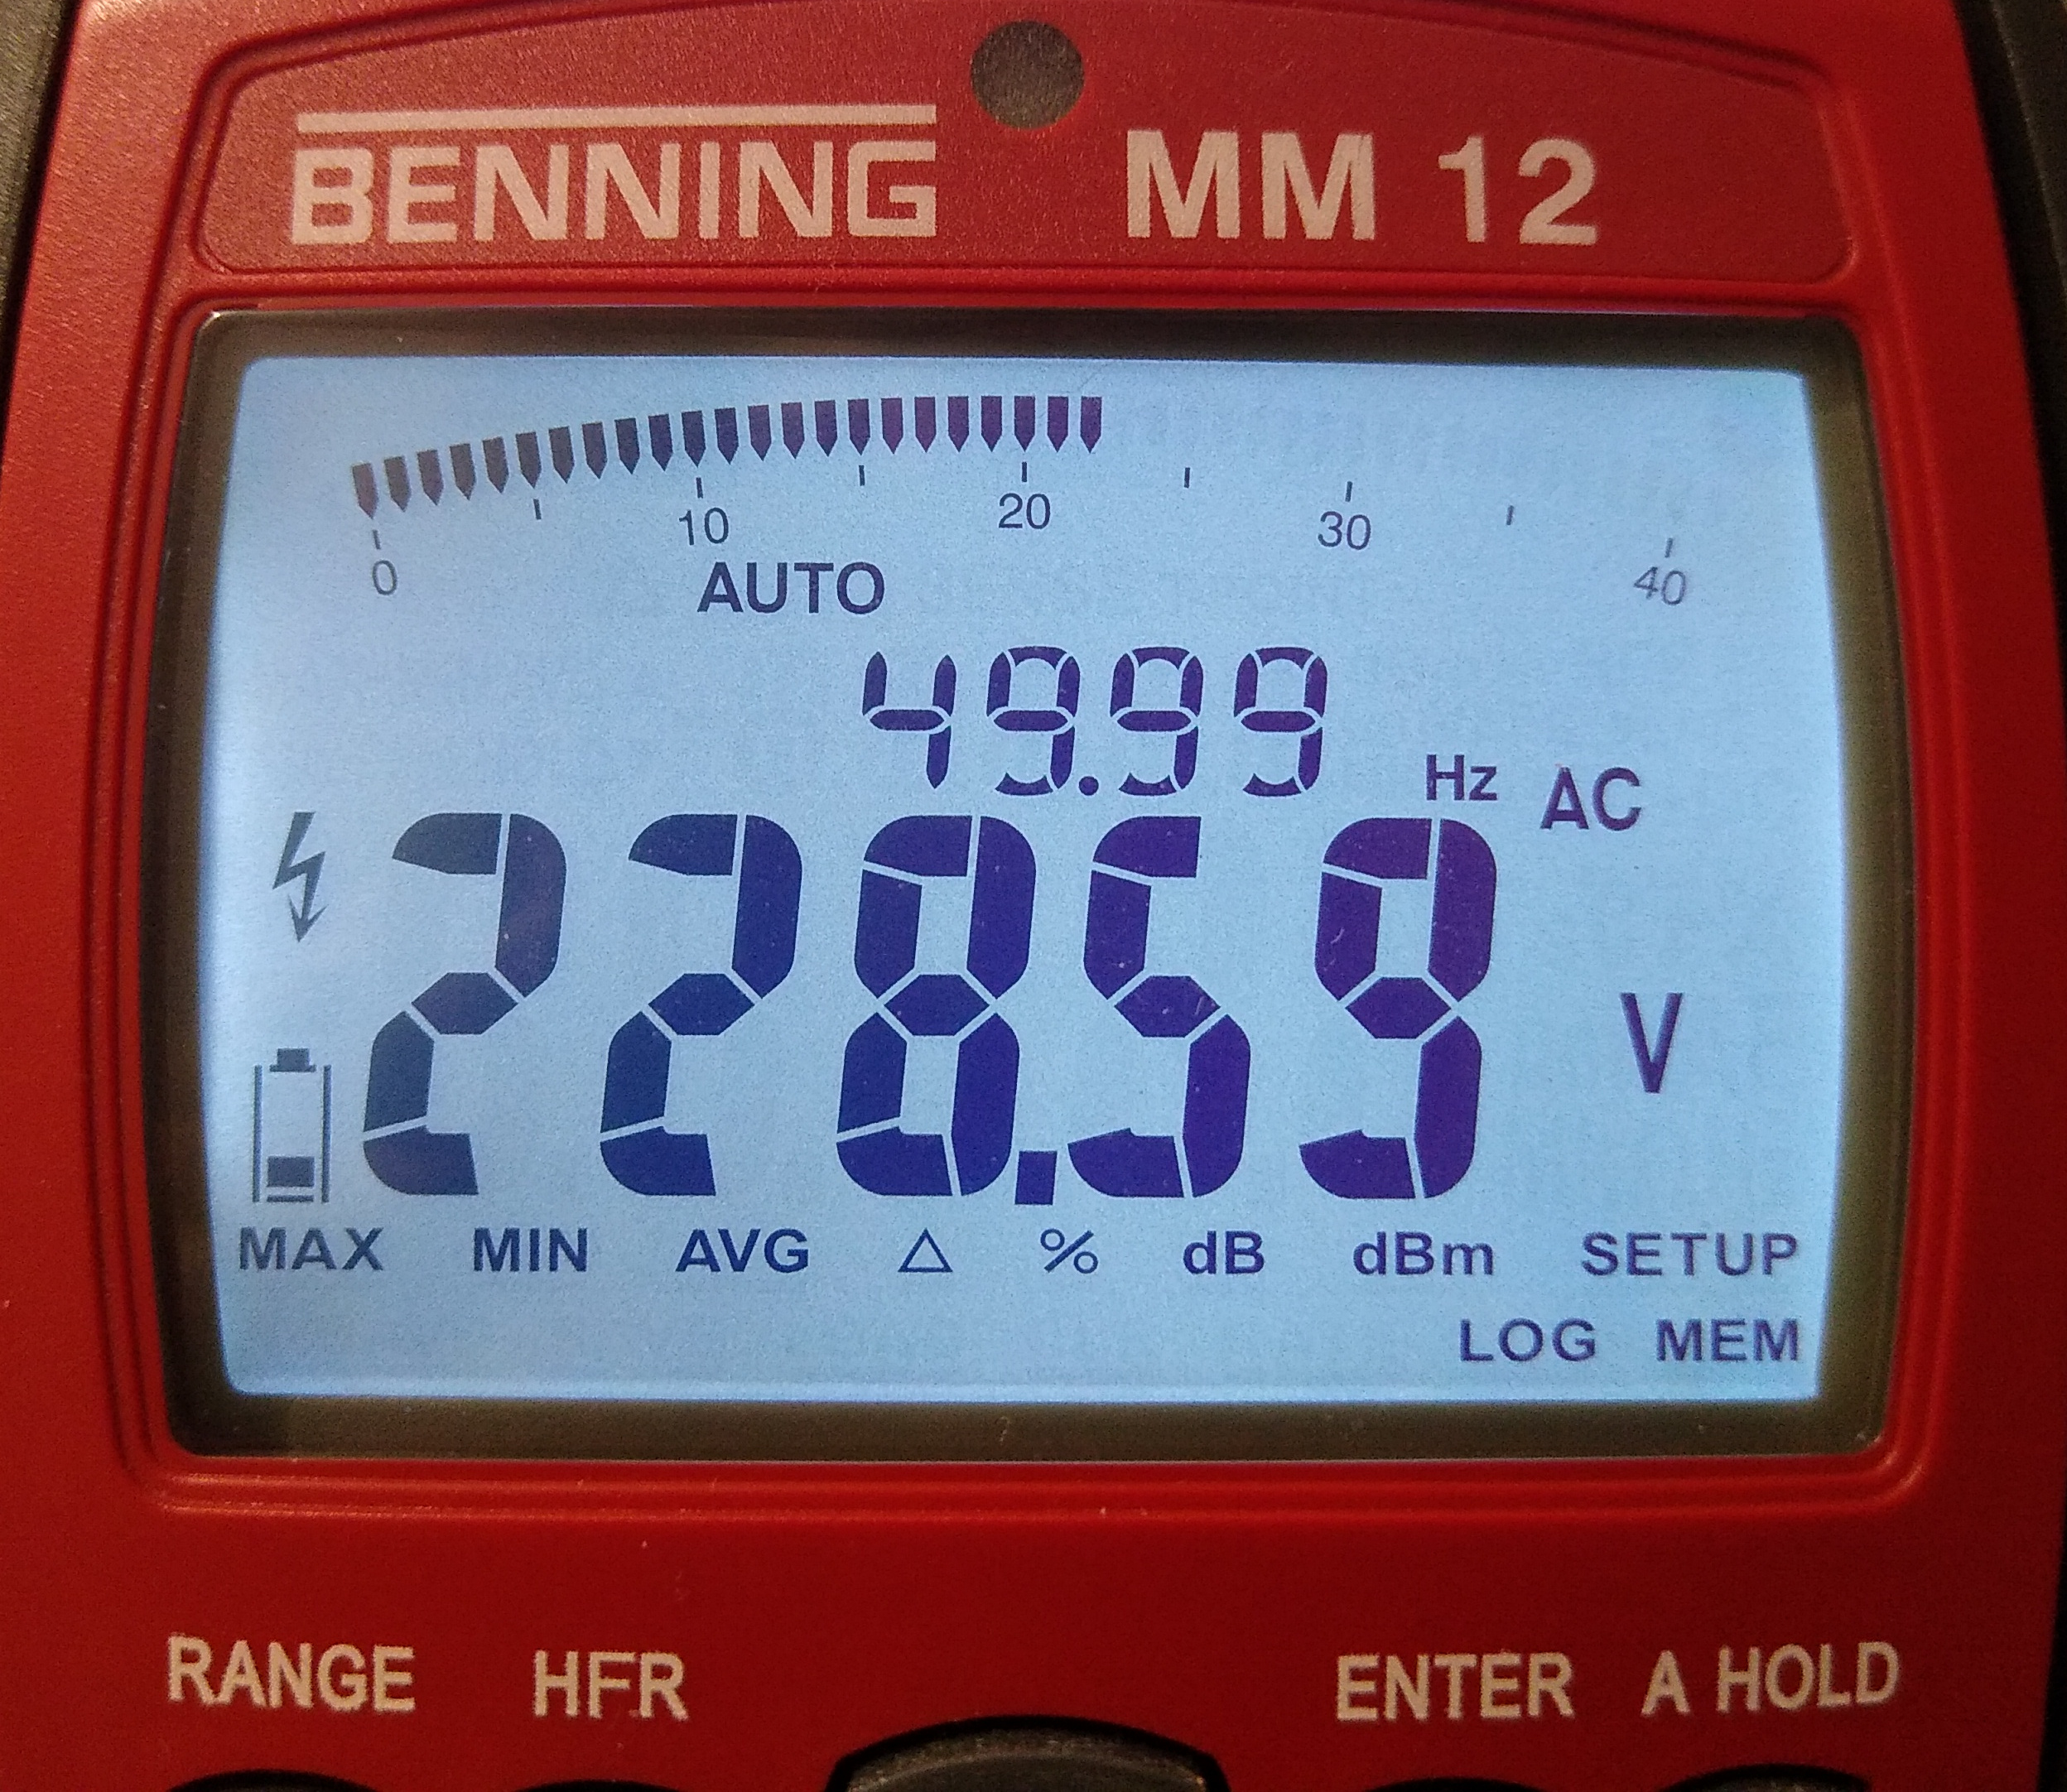 BENNING MM 12
0 10 20 30 40
AUTO
49.99 Hz AC
228.59 V
MAX MIN AVG △ % dB dBm SETUP
LOG MEM
RANGE HFR ENTER A HOLD